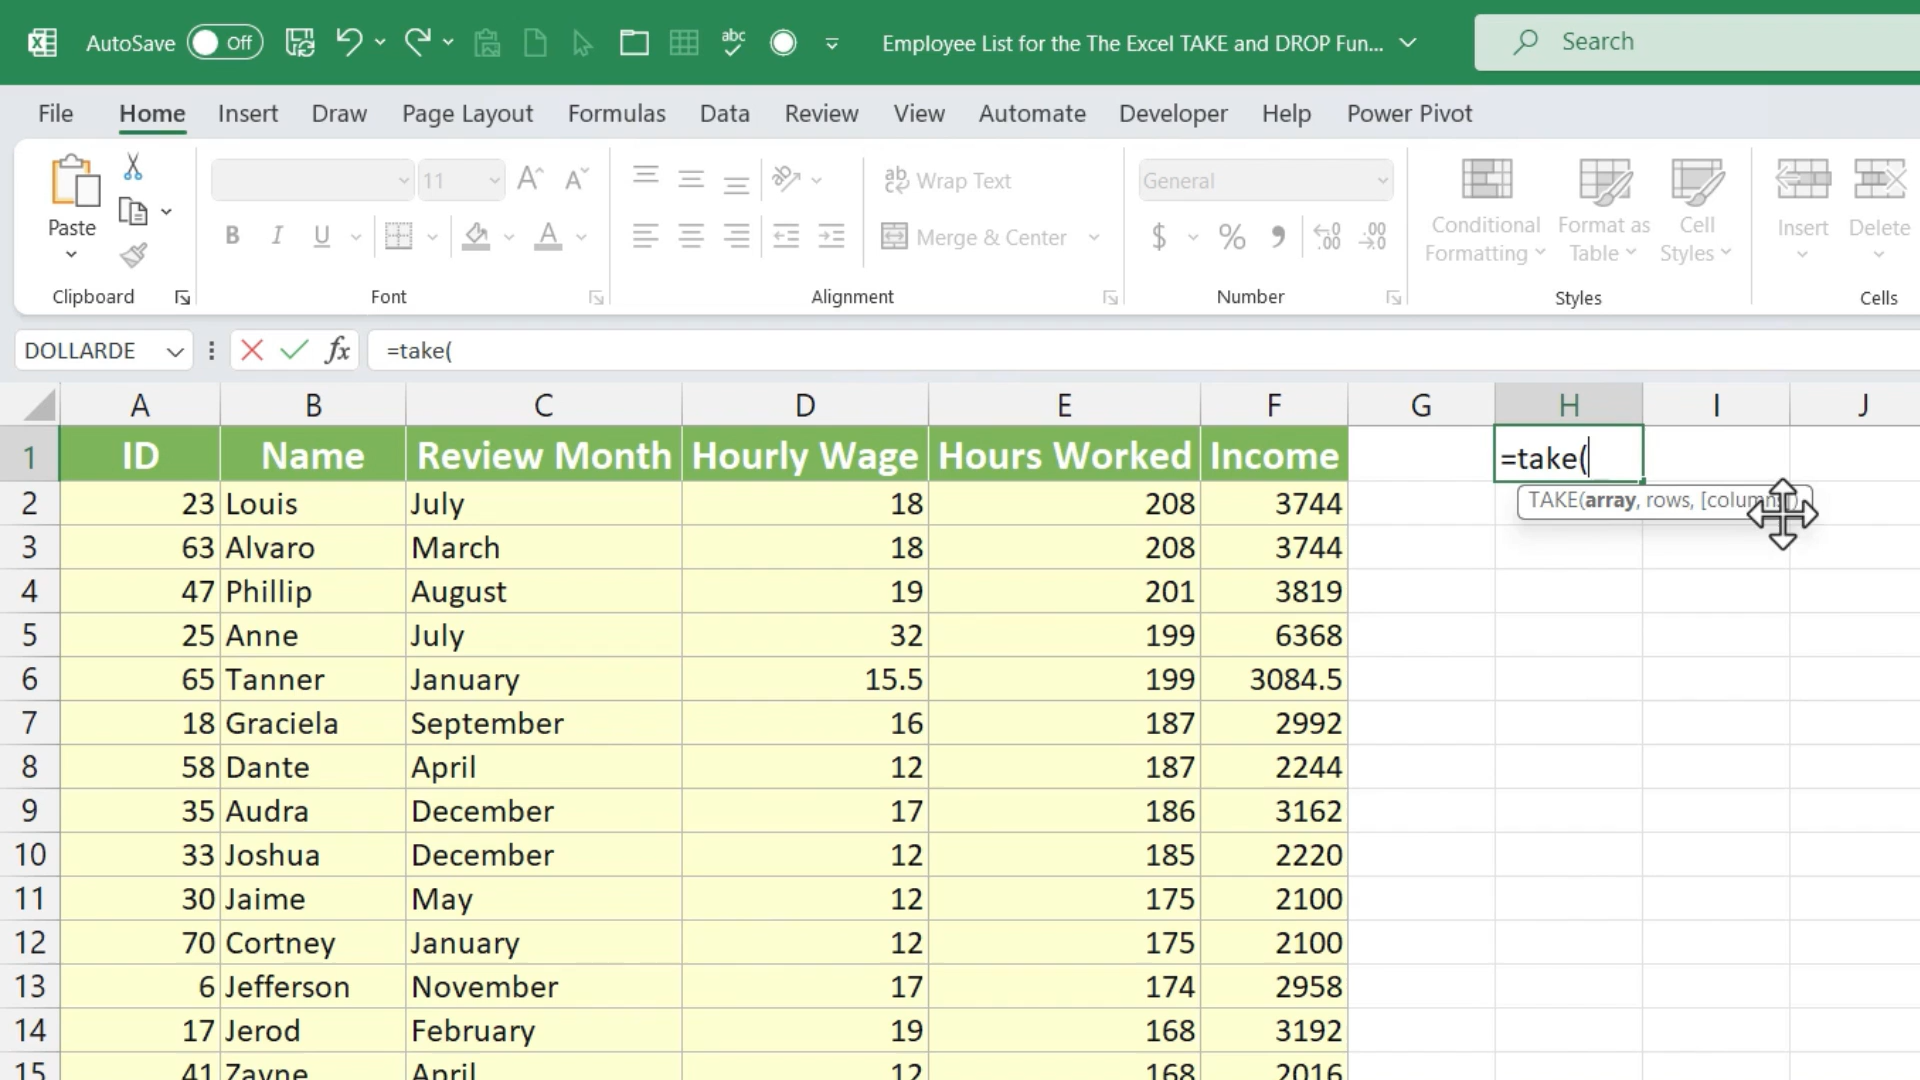 AutoSave Off abc Employee List for the The Excel TAKE and DROP Fun... Search
File Home Insert Draw Page Layout Formulas Data Review View Automate Developer Help Power Pivot
Paste 11 A A ab Wrap Text General Conditional Formatting Format as Table Cell Styles Insert Delete
B I U A Merge & Center $ % 9 .00 .00
Clipboard Font Alignment Number Styles Cells
DOLLARDE fx =take(
A B C D E F G H I J
1 ID Name Review Month Hourly Wage Hours Worked Income =take(
TAKE(array, rows, [columns])
2 23 Louis July 18 208 3744
3 63 Alvaro March 18 208 3744
4 47 Phillip August 19 201 3819
5 25 Anne July 32 199 6368
6 65 Tanner January 15.5 199 3084.5
7 18 Graciela September 16 187 2992
8 58 Dante April 12 187 2244
9 35 Audra December 17 186 3162
10 33 Joshua December 12 185 2220
11 30 Jaime May 12 175 2100
12 70 Cortney January 12 175 2100
13 6 Jefferson November 17 174 2958
14 17 Jerod February 19 168 3192
15 41 Zayne April 12 168 2016